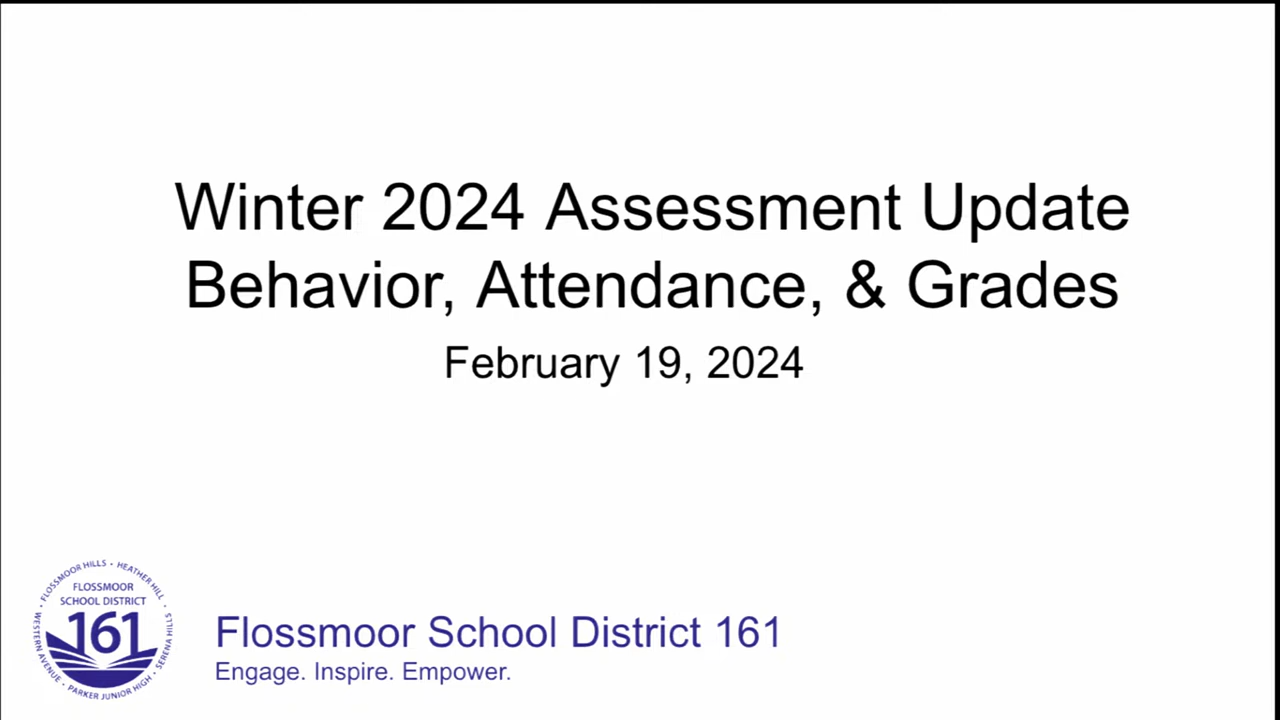 Winter 2024 Assessment Update
Behavior, Attendance, & Grades
February 19, 2024
FLOSSMOOR HILLS • HEATHER HILL • SERENA HILLS • PARKER JUNIOR HIGH • WESTERN AVENUE •
FLOSSMOOR
SCHOOL DISTRICT
161
Flossmoor School District 161
Engage. Inspire. Empower.